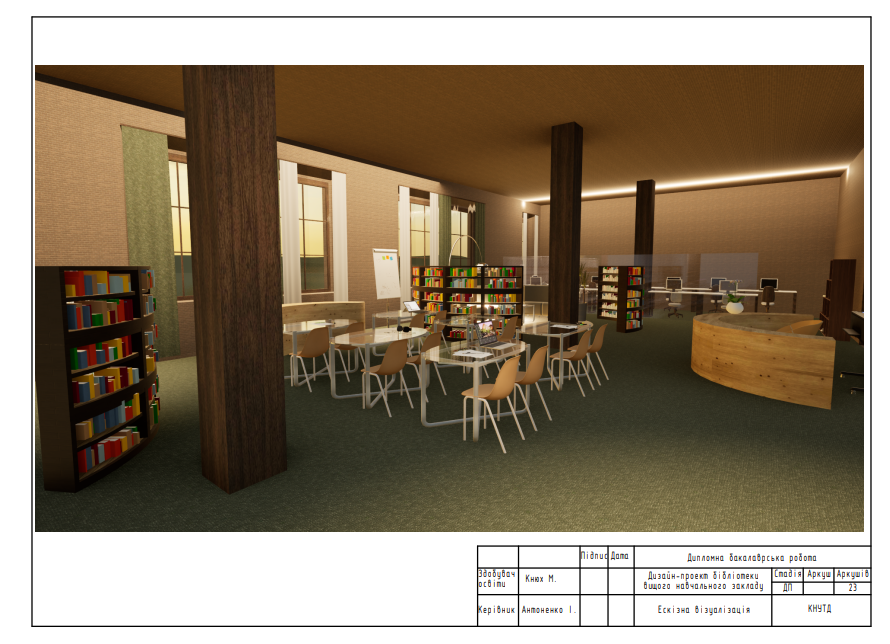 Підпис Дата
Дипломна бакалаврська робота
Здобувач освіти
Кнюх М.
Дизайн-проект бібліотеки
вищого навчального закладу
Стадія Аркуш Аркушів
ДП 23
Керівник Антоненко І.
Ескізна візуалізація
КНУТД